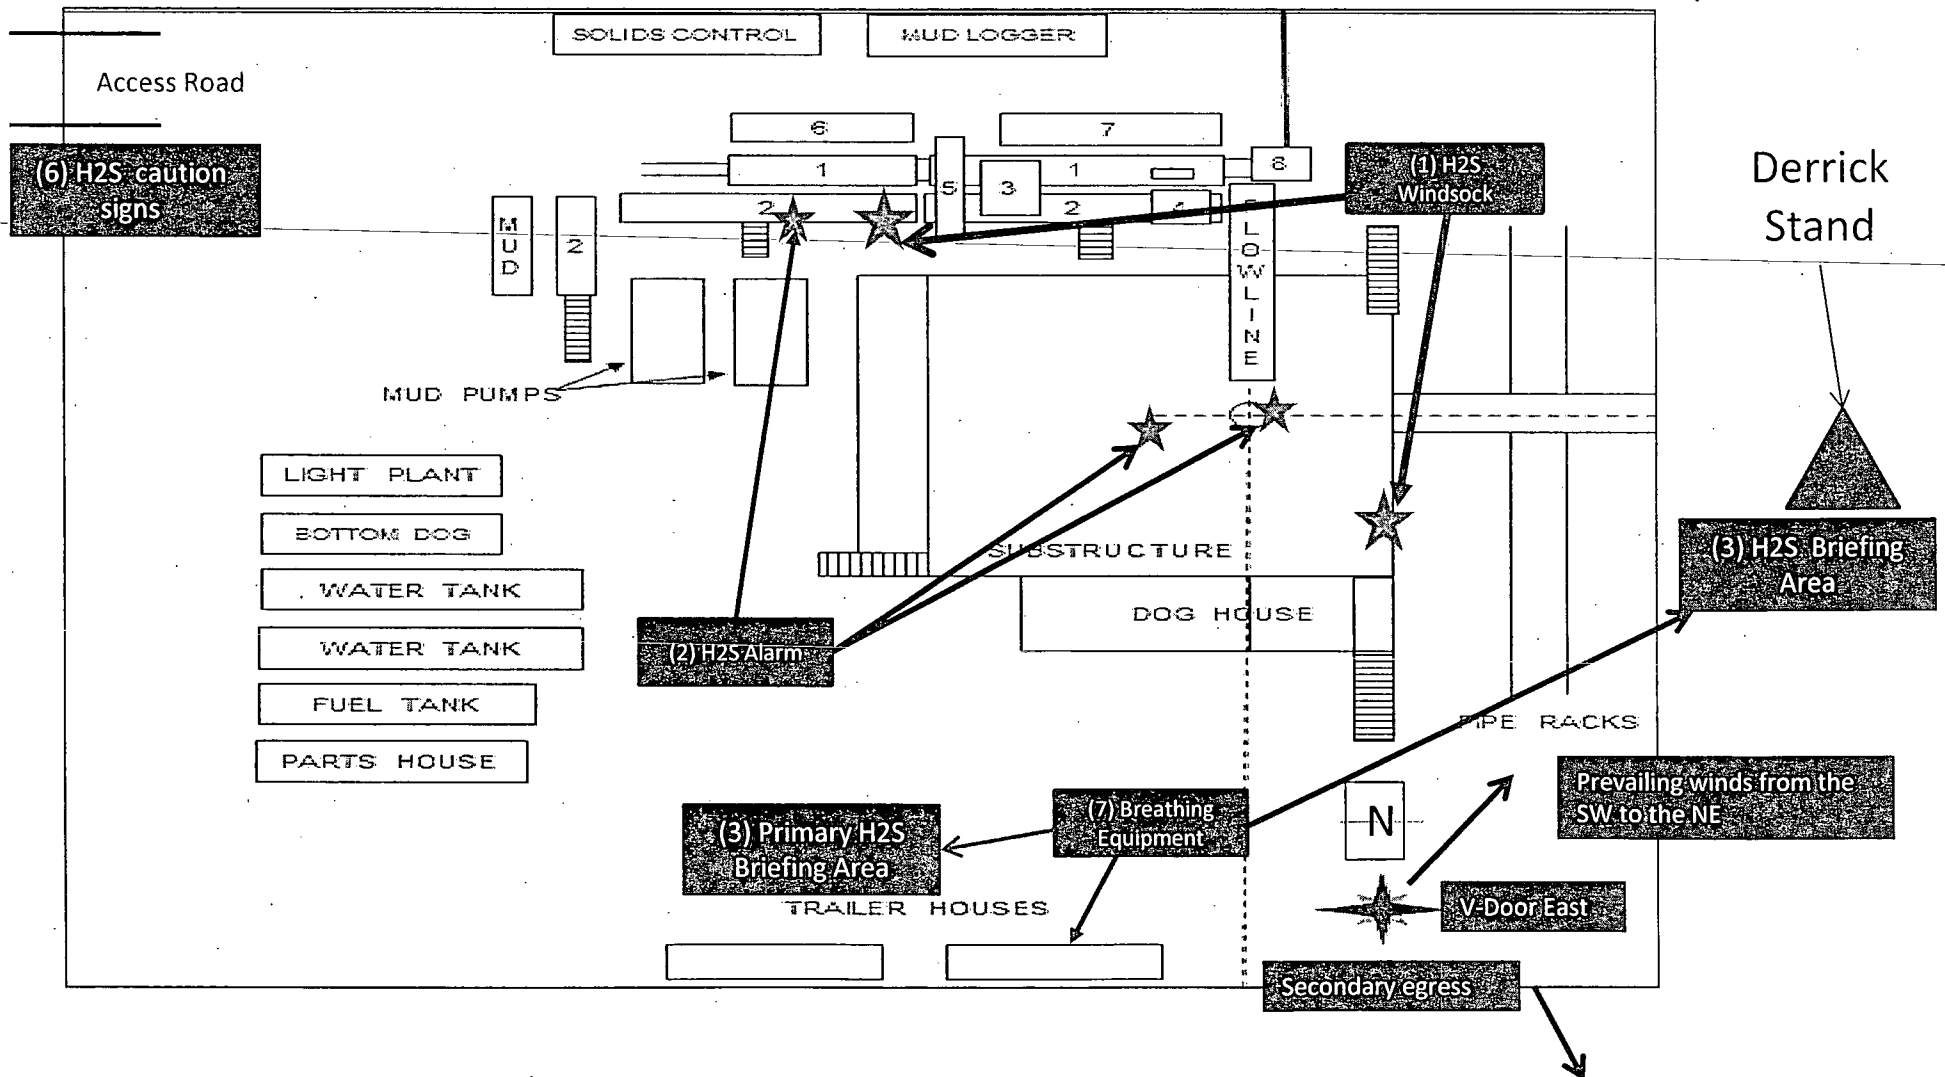 SOLIDS CONTROL
MUD LOGGER
Access Road
6
7
(6) H2S caution
signs
1
5
3
1
8
(1) H2S
Windsock
Derrick
Stand
MUD
2
2
2
4
FLOWLINE
MUD PUMPS
LIGHT PLANT
BOTTOM DOG
WATER TANK
WATER TANK
FUEL TANK
PARTS HOUSE
SUBSTRUCTURE
DOG HOUSE
(2) H2S Alarm
(3) H2S Briefing
Area
PIPE RACKS
Prevailing winds from the
SW to the NE
(3) Primary H2S
Briefing Area
(7) Breathing
Equipment
N
TRAILER HOUSES
V-Door East
Secondary egress